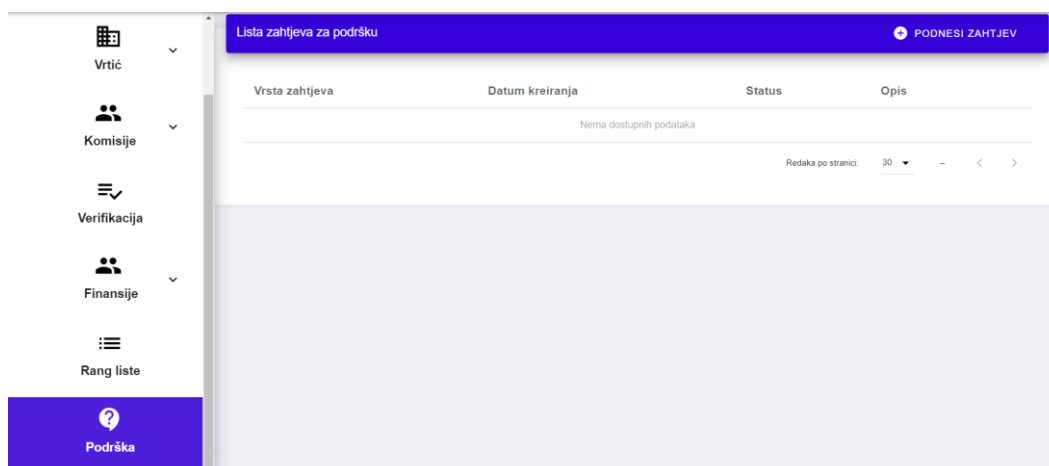 Vrtić
Komisije
Verifikacija
Finansije
Rang liste
Podrška
Lista zahtjeva za podršku
PODNESI ZAHTJEV
Vrsta zahtjeva Datum kreiranja Status Opis
Nema dostupnih podataka
Redaka po stranici: 30 –